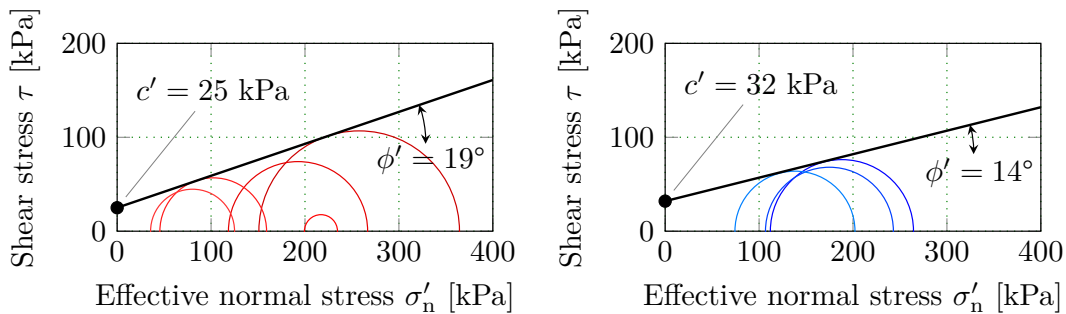 Shear stress τ [kPa]
200
100
0
c′ = 25 kPa
ϕ′ = 19°
0 100 200 300 400
Effective normal stress σ′n [kPa]
Shear stress τ [kPa]
200
100
0
c′ = 32 kPa
ϕ′ = 14°
0 100 200 300 400
Effective normal stress σ′n [kPa]